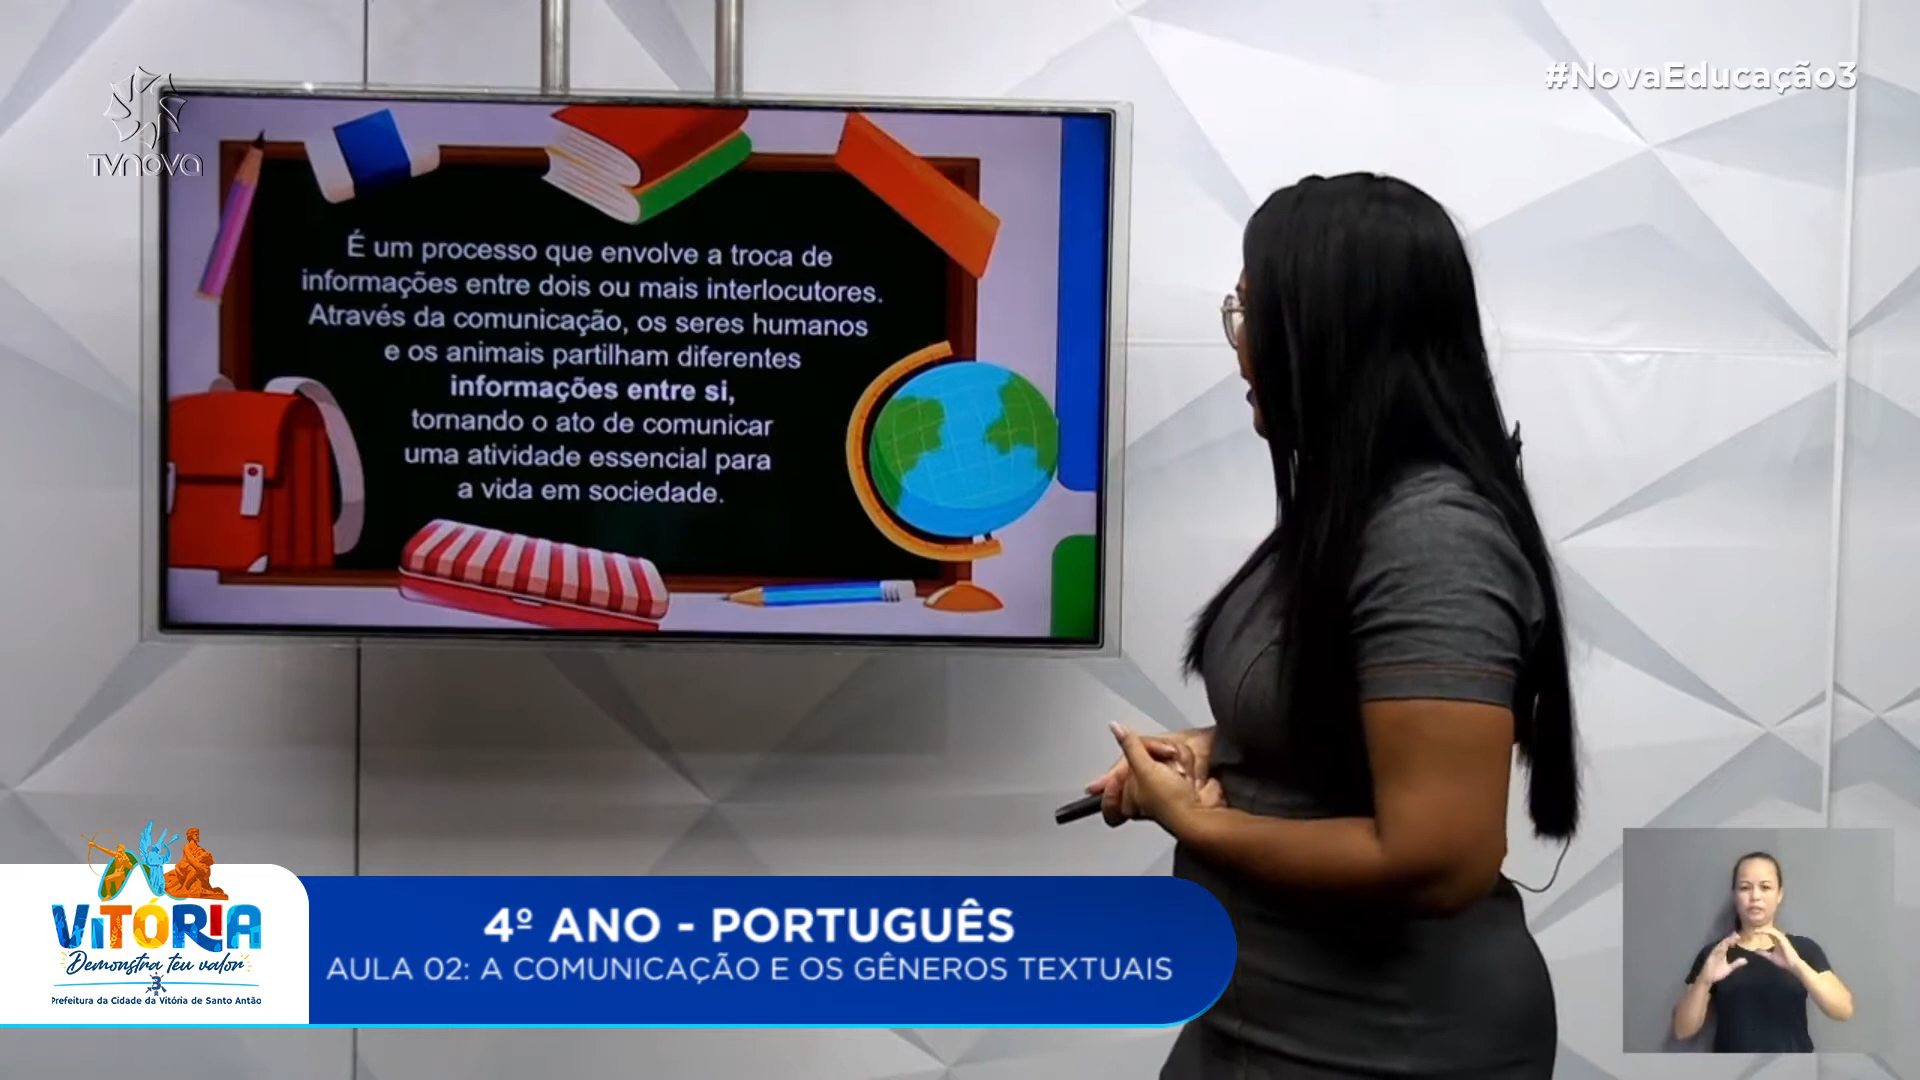 TVNOVA
#NovaEducação3
É um processo que envolve a troca de
informações entre dois ou mais interlocutores.
Através da comunicação, os seres humanos
e os animais partilham diferentes
informações entre si,
tornando o ato de comunicar
uma atividade essencial para
a vida em sociedade.
VITÓRIA
Demonstra teu valor
Prefeitura da Cidade da Vitória de Santo Antão
4º ANO - PORTUGUÊS
AULA 02: A COMUNICAÇÃO E OS GÊNEROS TEXTUAIS